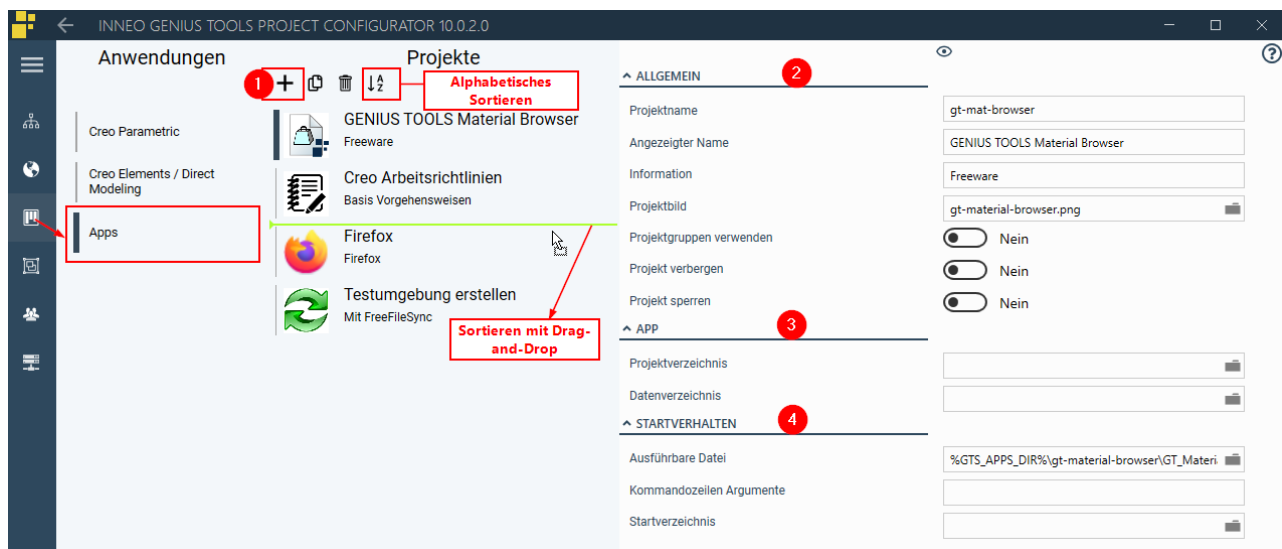 INNEO GENIUS TOOLS PROJECT CONFIGURATOR 10.0.2.0
Anwendungen
Creo Parametric
Creo Elements / Direct
Modeling
Apps
Projekte
1
Alphabetisches
Sortieren
GENIUS TOOLS Material Browser
Freeware
Creo Arbeitsrichtlinien
Basis Vorgehensweisen
Firefox
Firefox
Testumgebung erstellen
Mit FreeFileSync
Sortieren mit Drag-
and-Drop
ALLGEMEIN
2
Projektname
gt-mat-browser
Angezeigter Name
GENIUS TOOLS Material Browser
Information
Freeware
Projektbild
gt-material-browser.png
Projektgruppen verwenden
Nein
Projekt verbergen
Nein
Projekt sperren
Nein
APP
3
Projektverzeichnis
Datenverzeichnis
STARTVERHALTEN
4
Ausführbare Datei
%GTS_APPS_DIR%\gt-material-browser\GT_Materi
Kommandozeilen Argumente
Startverzeichnis